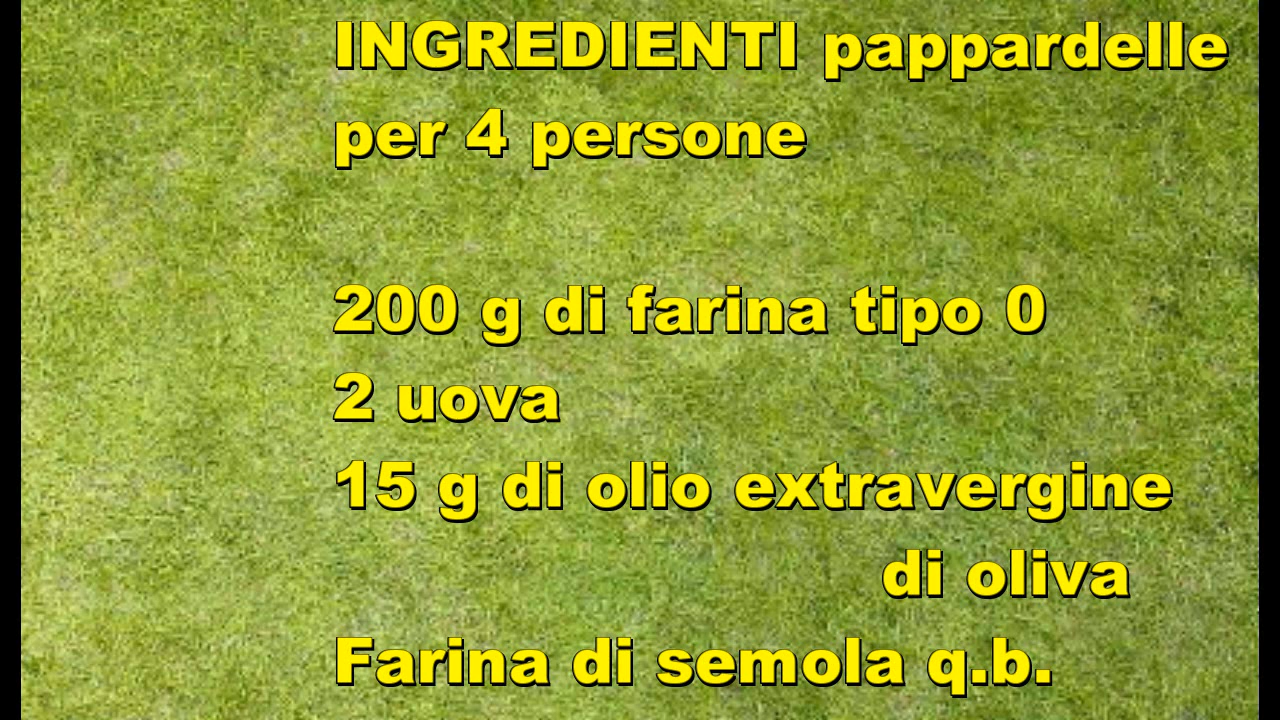 INGREDIENTI pappardelle
per 4 persone
200 g di farina tipo 0
2 uova
15 g di olio extravergine
di oliva
Farina di semola q.b.